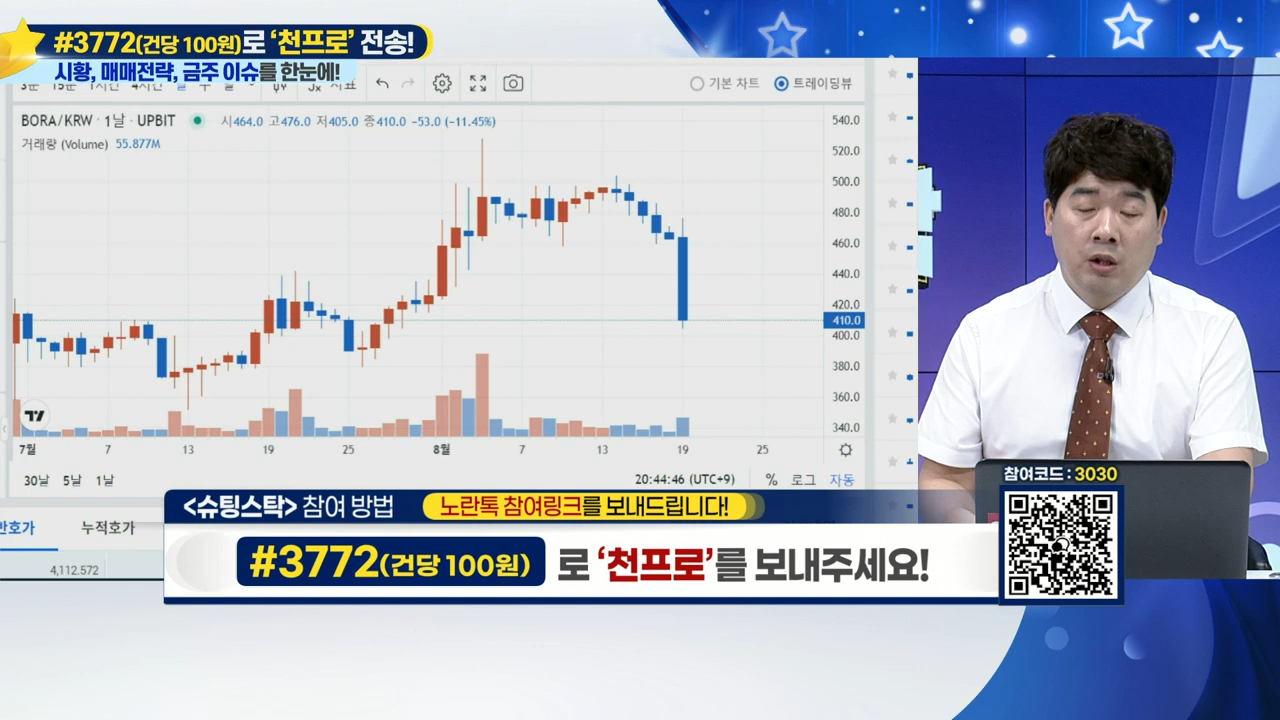 #3772(건당 100원)로 ‘천프로’ 전송!
시황, 매매전략, 금주 이슈를 한눈에!
기본 차트 트레이딩뷰
BORA/KRW · 1날 · UPBIT 시464.0 고476.0 저405.0 종410.0 −53.0 (−11.45%)
거래량 (Volume) 55.877M
540.0
520.0
500.0
480.0
460.0
440.0
420.0
410.0
400.0
380.0
360.0
340.0
7월 7 13 19 25 8월 7 13 19 25
30날 5날 1날 20:44:46 (UTC+9) % 로그 자동
누적호가
4,112.572
<슈팅스탁> 참여 방법 노란톡 참여링크를 보내드립니다!
#3772(건당 100원) 로 ‘천프로’를 보내주세요!
참여코드 : 3030